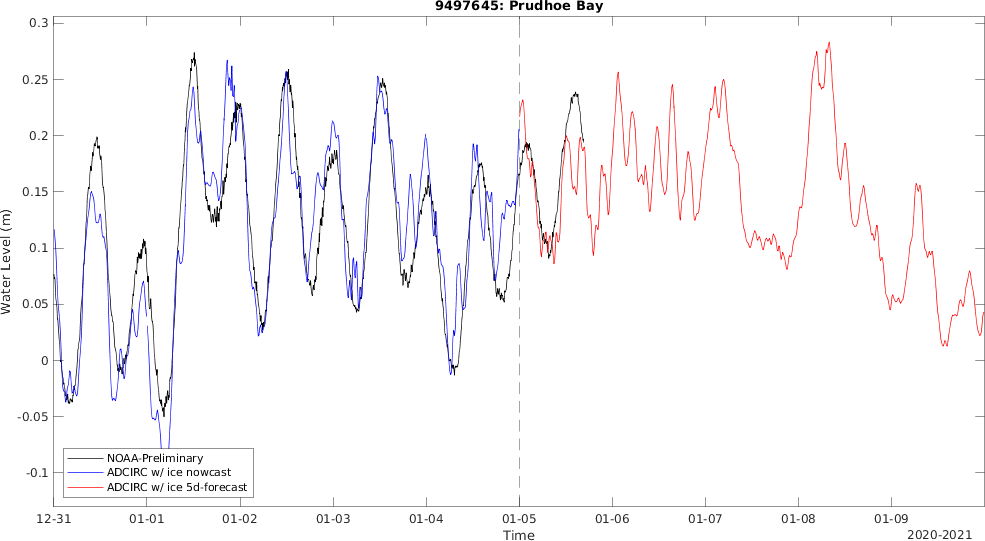 9497645: Prudhoe Bay
0.3
0.25
0.2
0.15
0.1
0.05
0
-0.05
-0.1
Water Level (m)
NOAA-Preliminary
ADCIRC w/ ice nowcast
ADCIRC w/ ice 5d-forecast
12-31 01-01 01-02 01-03 01-04 01-05 01-06 01-07 01-08 01-09
Time
2020-2021